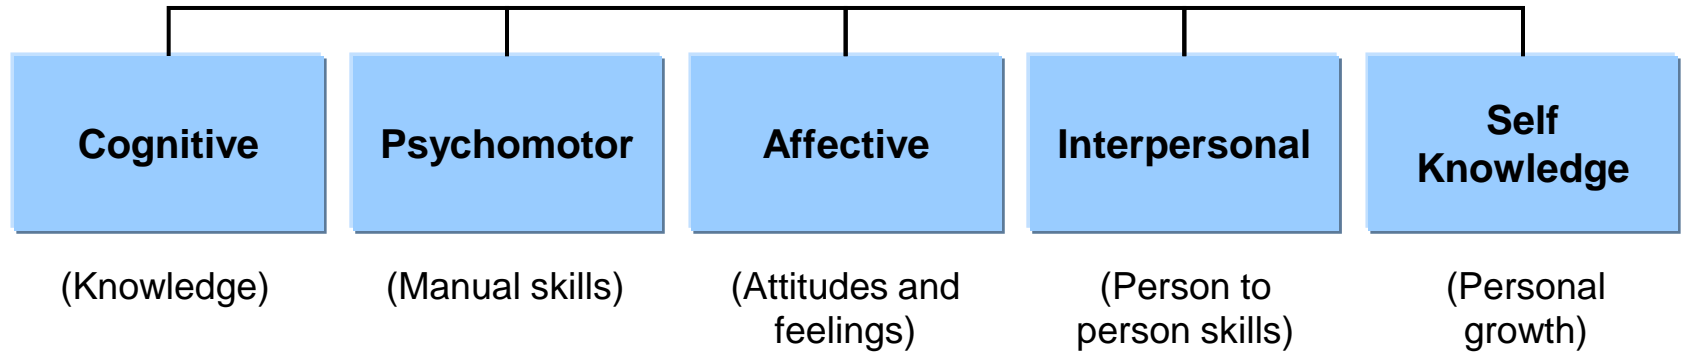 Cognitive
Psychomotor
Affective
Interpersonal
Self
Knowledge
(Knowledge)
(Manual skills)
(Attitudes and
feelings)
(Person to
person skills)
(Personal
growth)